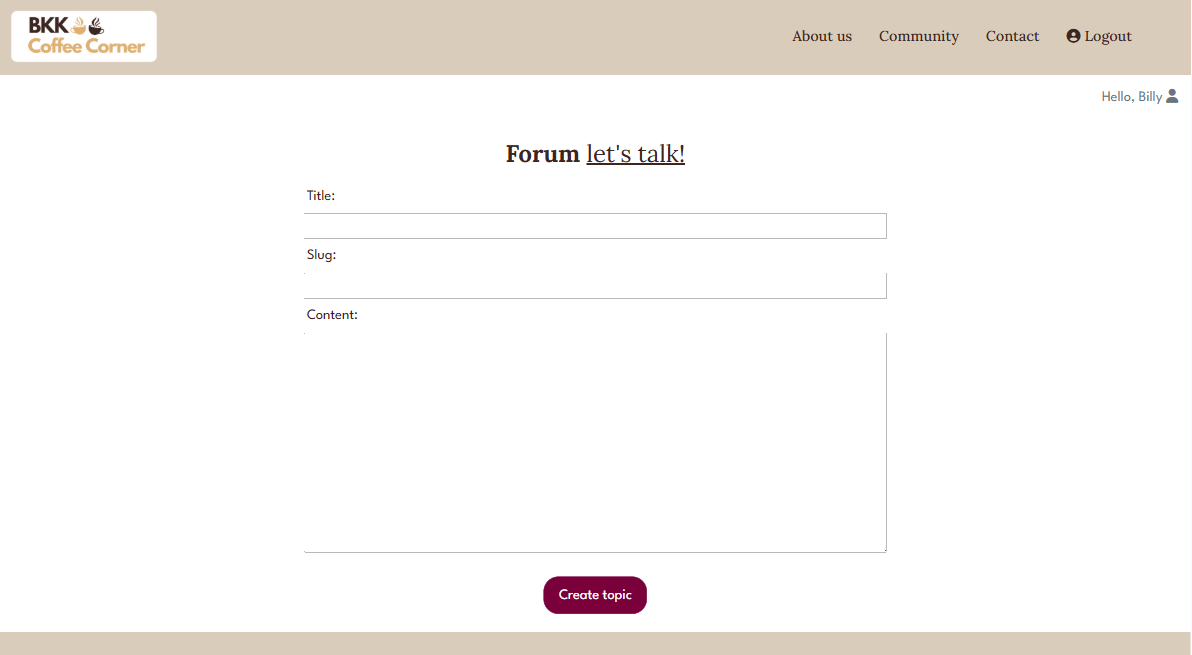 BKK
Coffee Corner
About us Community Contact Logout
Hello, Billy
Forum let's talk!
Title:
Slug:
Content:
Create topic